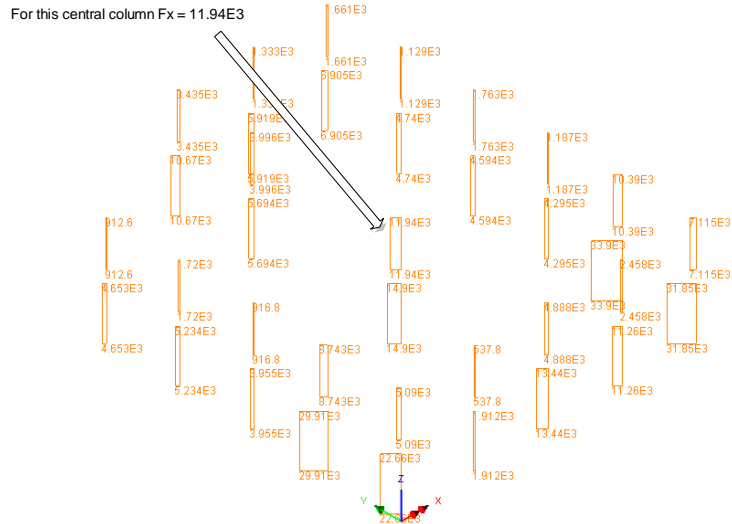 For this central column Fx = 11.94E3
1.661E3
1.333E3
1.661E3
1.129E3
6.905E3
3.435E3
1.763E3
1.129E3
5.919E3
4.74E3
6.905E3
3.996E3
1.187E3
3.435E3
1.763E3
10.67E3
4.594E3
4.74E3
5.919E3
10.39E3
3.996E3
1.187E3
5.694E3
4.295E3
10.67E3
4.594E3
912.6
11.94E3
7.115E3
10.39E3
33.9E3
5.694E3
4.295E3
1.72E3
2.458E3
912.6
11.94E3
7.115E3
4.653E3
14.9E3
31.85E3
916.8
4.888E3
33.9E3
1.72E3
2.458E3
5.234E3
11.26E3
4.653E3
8.743E3
14.9E3
537.8
31.85E3
916.8
4.888E3
3.955E3
13.44E3
5.234E3
11.26E3
5.09E3
8.743E3
537.8
29.91E3
1.912E3
3.955E3
13.44E3
5.09E3
22.66E3
29.91E3
1.912E3
Z
Y
X